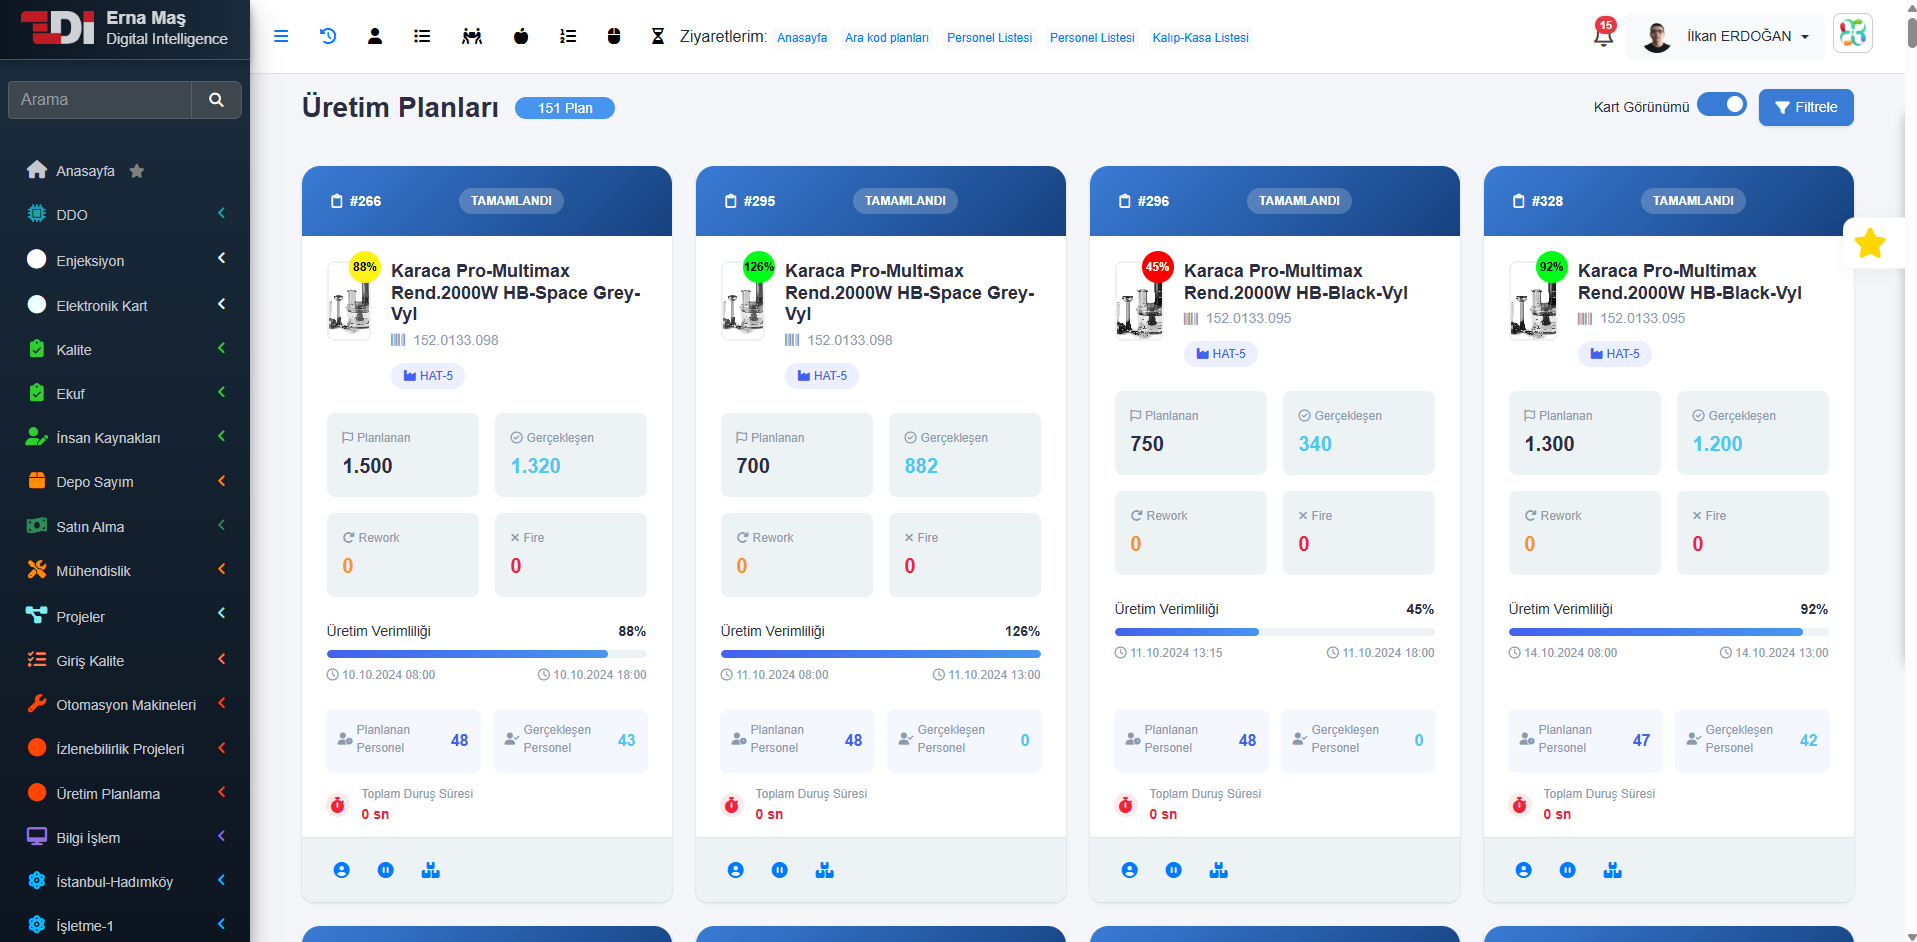 EDI
Erna Maş
Digital Intelligence
Arama
Anasayfa
DDO
Enjeksiyon
Elektronik Kart
Kalite
Ekuf
İnsan Kaynakları
Depo Sayım
Satın Alma
Mühendislik
Projeler
Giriş Kalite
Otomasyon Makineleri
İzlenebilirlik Projeleri
Üretim Planlama
Bilgi İşlem
İstanbul-Hadımköy
İşletme-1
Ziyaretlerim: Anasayfa Ara kod planları Personel Listesi Personel Listesi Kalıp-Kasa Listesi
15
İlkan ERDOĞAN
Üretim Planları 151 Plan
Kart Görünümü Filtrele
#266 TAMAMLANDI
88%
Karaca Pro-Multimax
Rend.2000W HB-Space Grey-
Vyl
152.0133.098
HAT-5
Planlanan Gerçekleşen
1.500 1.320
Rework Fire
0 0
Üretim Verimliliği 88%
10.10.2024 08:00 10.10.2024 18:00
Planlanan Personel 48 Gerçekleşen Personel 43
Toplam Duruş Süresi
0 sn
#295 TAMAMLANDI
126%
Karaca Pro-Multimax
Rend.2000W HB-Space Grey-
Vyl
152.0133.098
HAT-5
Planlanan Gerçekleşen
700 882
Rework Fire
0 0
Üretim Verimliliği 126%
11.10.2024 08:00 11.10.2024 13:00
Planlanan Personel 48 Gerçekleşen Personel 0
Toplam Duruş Süresi
0 sn
#296 TAMAMLANDI
45%
Karaca Pro-Multimax
Rend.2000W HB-Black-Vyl
152.0133.095
HAT-5
Planlanan Gerçekleşen
750 340
Rework Fire
0 0
Üretim Verimliliği 45%
11.10.2024 13:15 11.10.2024 18:00
Planlanan Personel 48 Gerçekleşen Personel 0
Toplam Duruş Süresi
0 sn
#328 TAMAMLANDI
92%
Karaca Pro-Multimax
Rend.2000W HB-Black-Vyl
152.0133.095
HAT-5
Planlanan Gerçekleşen
1.300 1.200
Rework Fire
0 0
Üretim Verimliliği 92%
14.10.2024 08:00 14.10.2024 13:00
Planlanan Personel 47 Gerçekleşen Personel 42
Toplam Duruş Süresi
0 sn